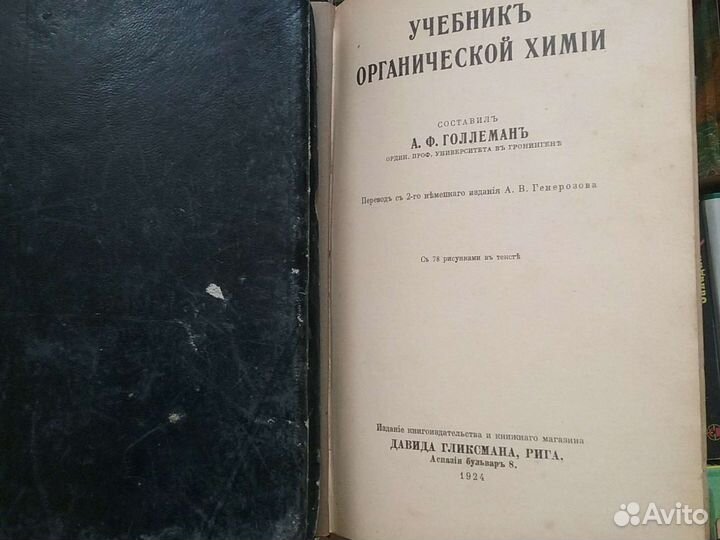 УЧЕБНИКЪ
ОРГАНИЧЕСКОЙ ХИМІИ
СОСТАВИЛЪ
А. Ф. ГОЛЛЕМАНЪ
ОРДИН. ПРОФ. УНИВЕРСИТЕТА ВЪ ГРОНИНГЕНѢ
Переводъ съ 2-го нѣмецкаго изданія А. В. Генерозова
Съ 78 рисунками въ текстѣ
Изданіе книгоиздательства и книжнаго магазина
ДАВИДА ГЛИКСМАНА, РИГА.
Аспазія бульваръ 8.
1924
Avito